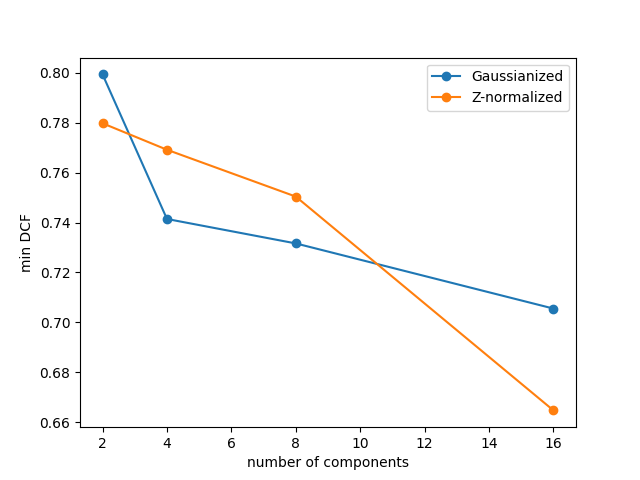 Gaussianized
Z-normalized
0.80
0.78
0.76
0.74
0.72
0.70
0.68
0.66
min DCF
2 4 6 8 10 12 14 16
number of components